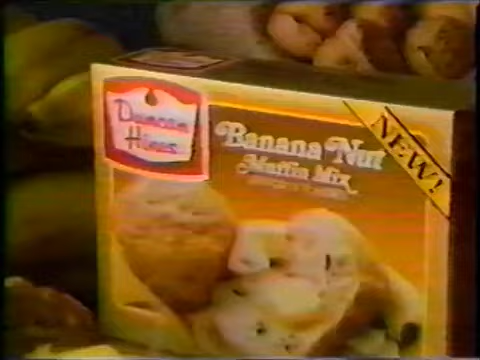 Duncan
Hines
Banana Nut
Muffin Mix
NEW!